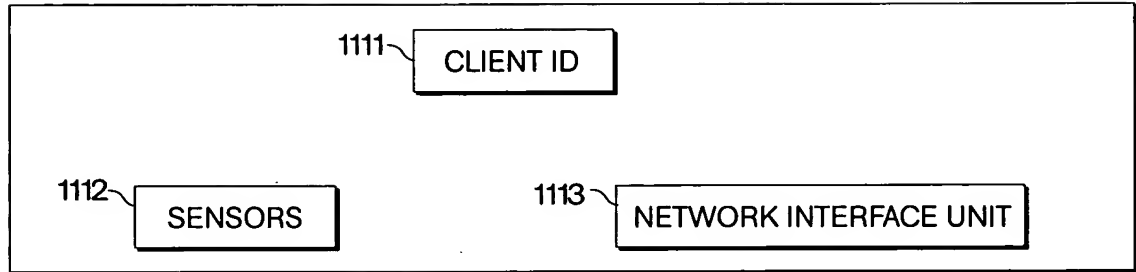 1111
CLIENT ID
1112
SENSORS
1113
NETWORK INTERFACE UNIT